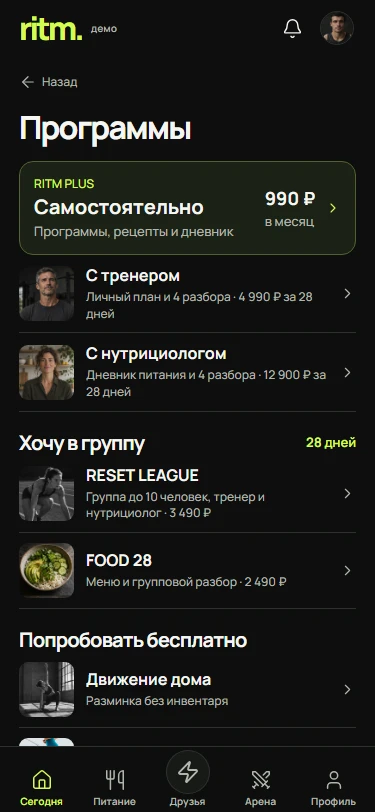 ritm. демо
Назад
Программы
RITM PLUS
Самостоятельно
Программы, рецепты и дневник
990 ₽
в месяц
С тренером
Личный план и 4 разбора · 4 990 ₽ за 28
дней
С нутрициологом
Дневник питания и 4 разбора · 12 900 ₽ за
28 дней
Хочу в группу
28 дней
RESET LEAGUE
Группа до 10 человек, тренер и
нутрициолог · 3 490 ₽
FOOD 28
Меню и групповой разбор · 2 490 ₽
Попробовать бесплатно
Движение дома
Разминка без инвентаря
Сегодня
Питание
Друзья
Арена
Профиль